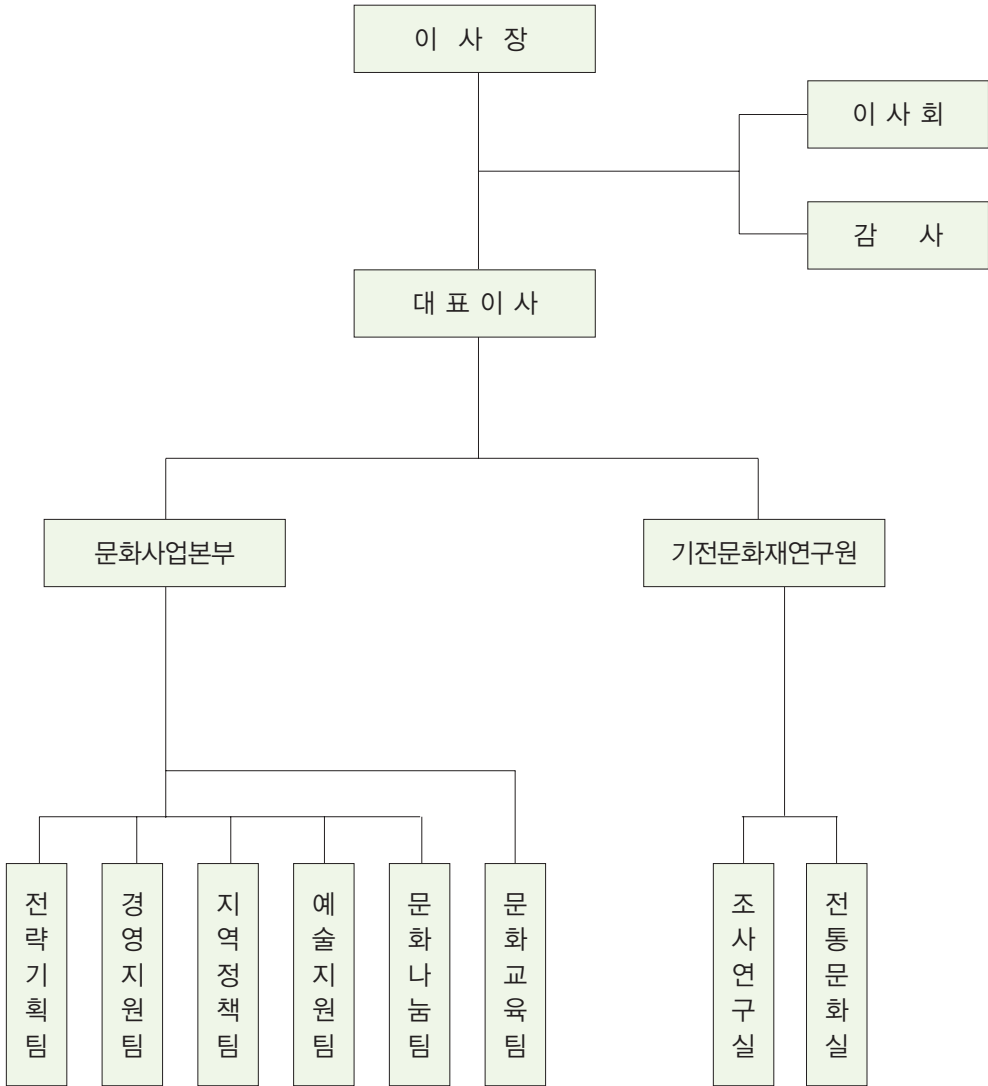 이 사 장
이 사 회
감 사
대 표 이 사
문화사업본부
기전문화재연구원
전략기획팀
경영지원팀
지역정책팀
예술지원팀
문화나눔팀
문화교육팀
조사연구실
전통문화실